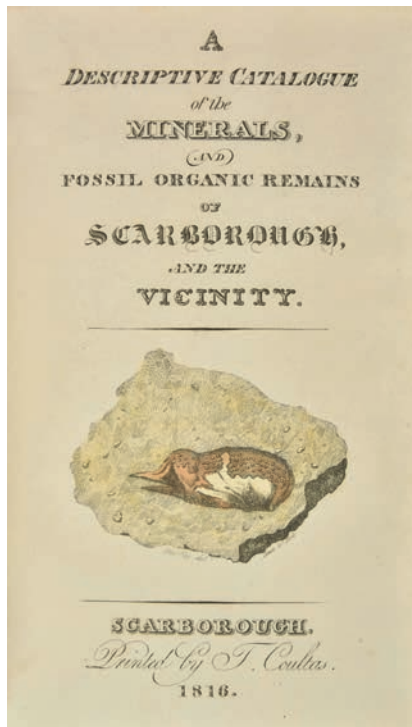 A
DESCRIPTIVE CATALOGUE
of the
MINERALS,
AND
FOSSIL ORGANIC REMAINS
OF
SCARBOROUGH,
AND THE
VICINITY.
SCARBOROUGH.
Printed by T. Coultas.
1816.